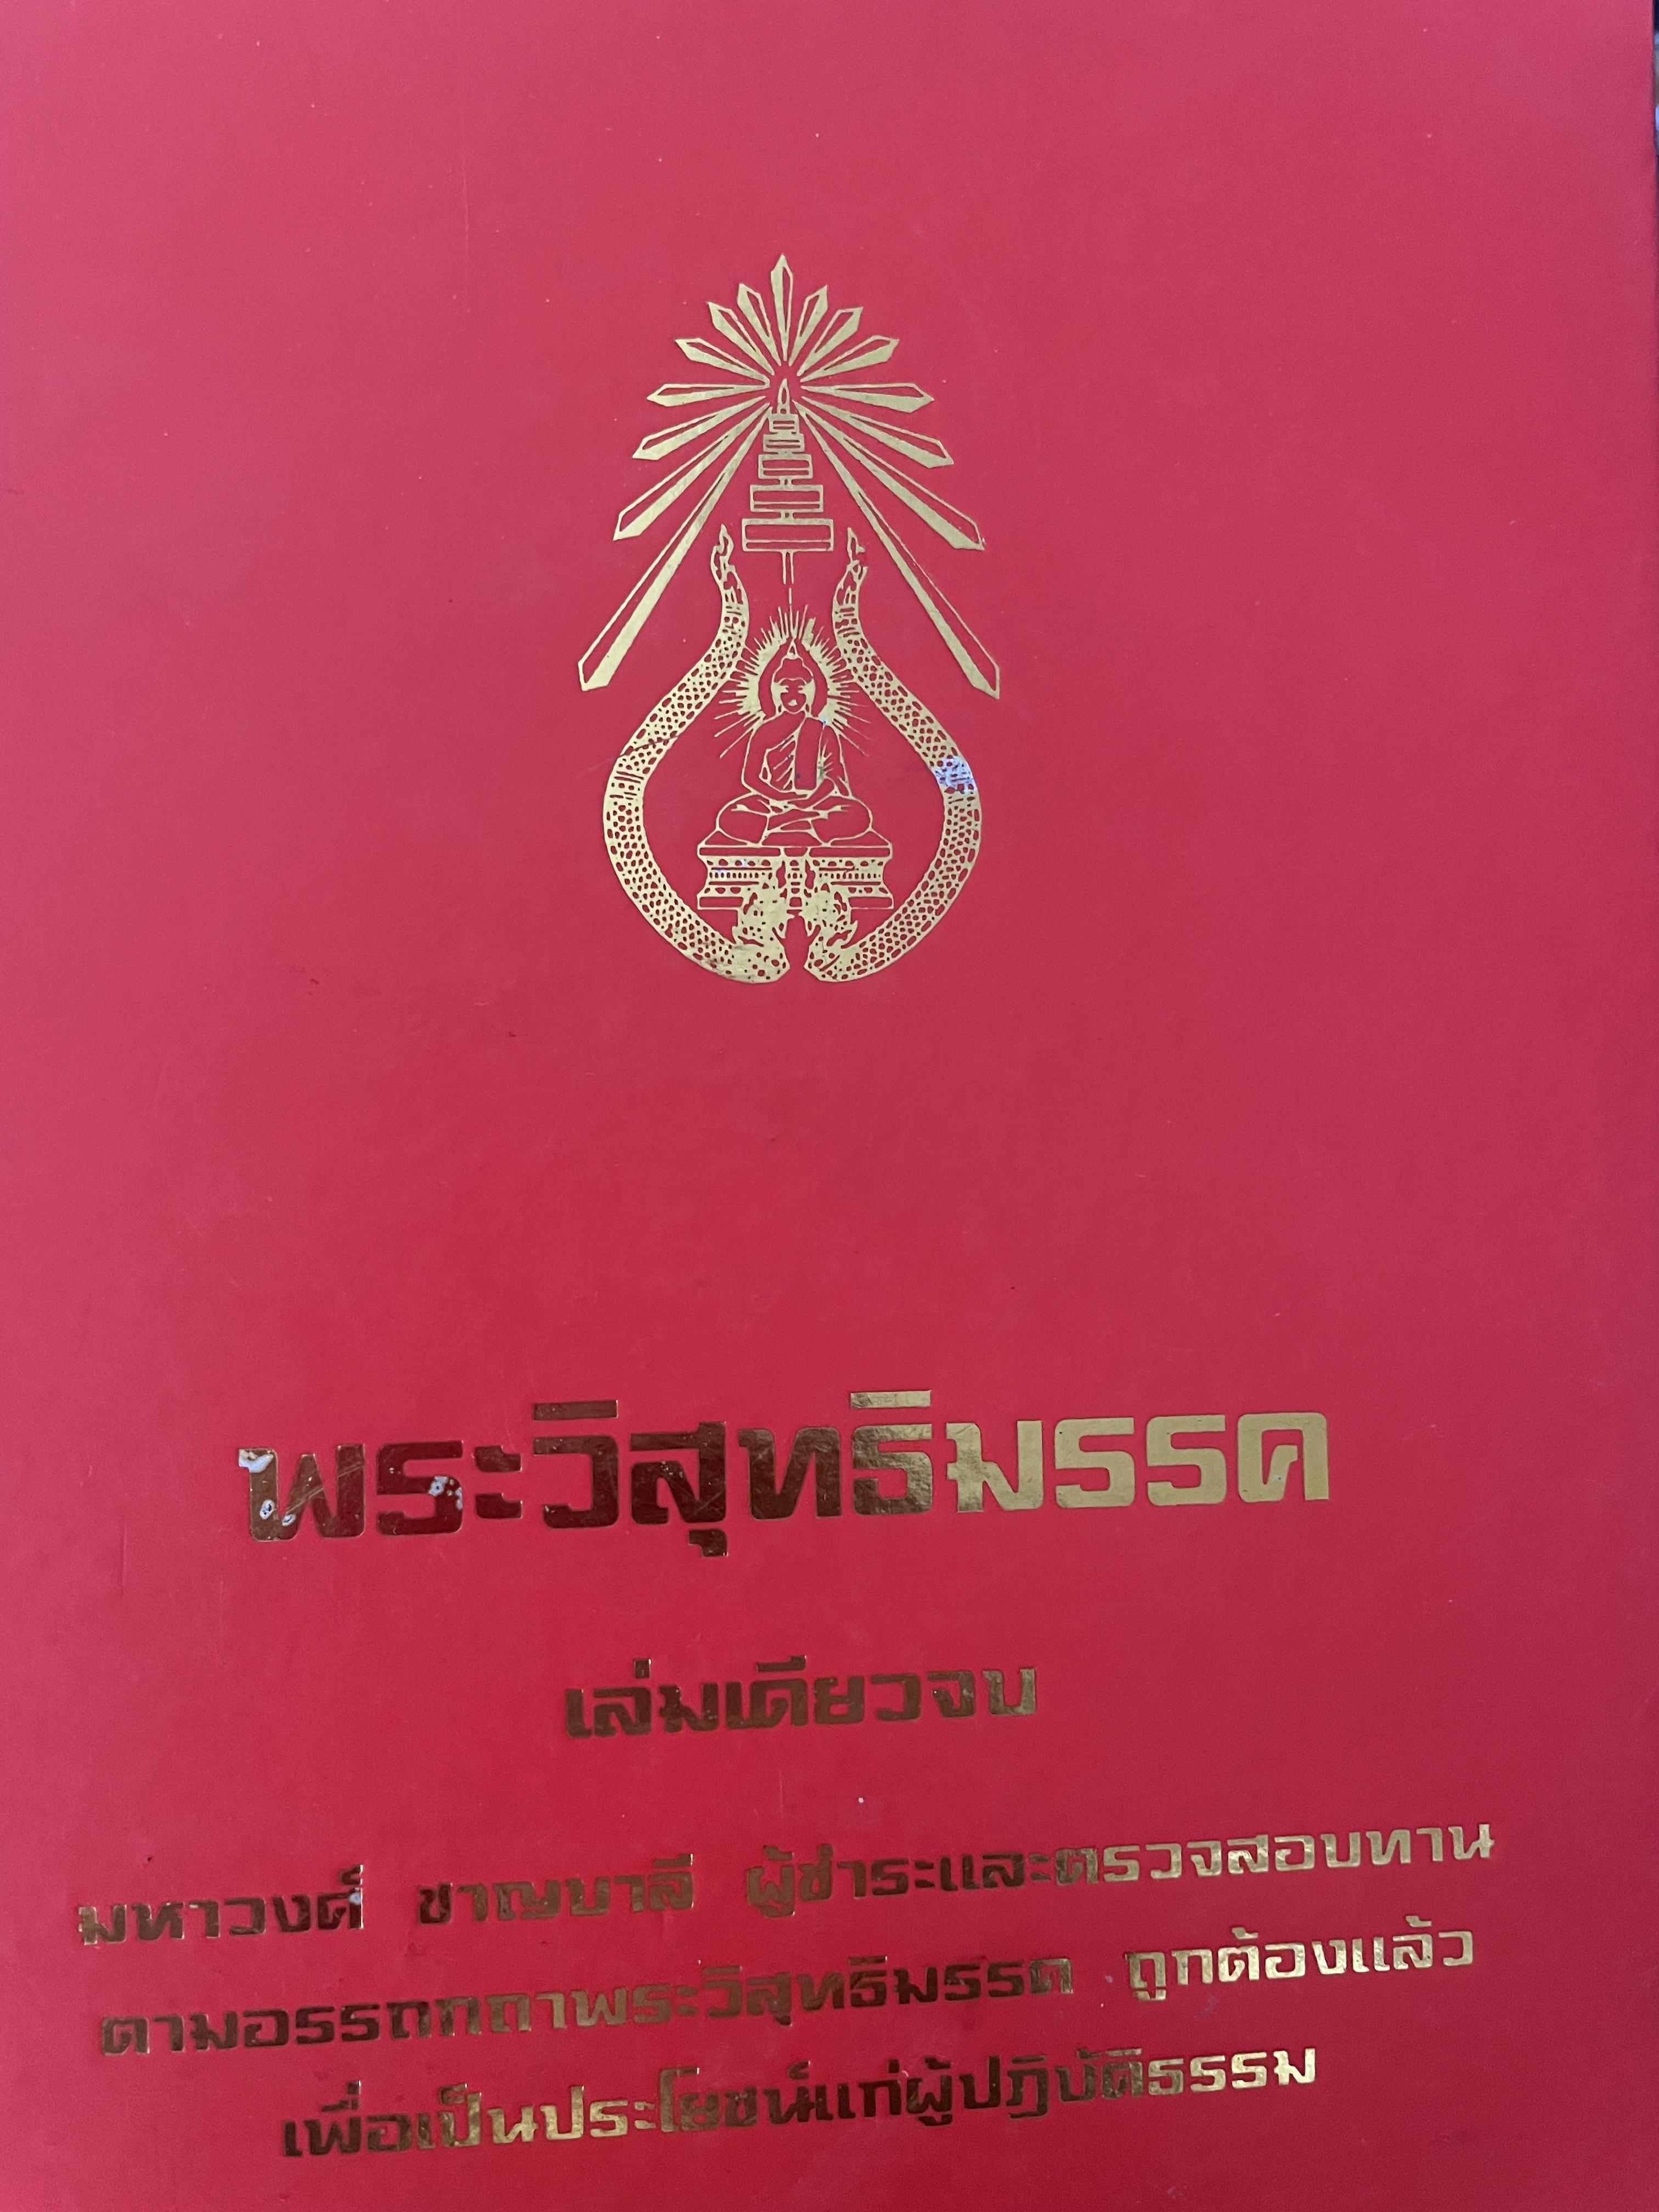 พระวิสุทธิมรรค
เล่มเดียวจบ
มหาวงศ์ ชาญบาลี ผู้ชำระและตรวจสอบทาน
ตามอรรถกถาพระวิสุทธิมรรค ถูกต้องแล้ว
เพื่อเป็นประโยชน์แก่ผู้ปฏิบัติธรรม